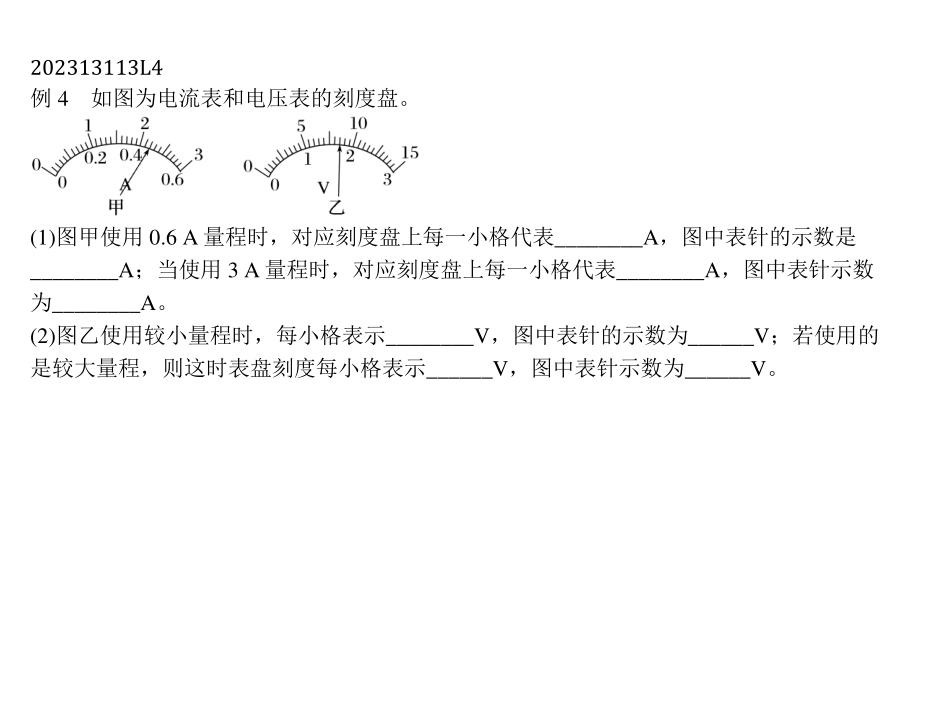 202313113L4
例 4　如图为电流表和电压表的刻度盘。
0 1 2 3
0 0.2 0.4 0.6
A
甲
0 5 10 15
0 1 2 3
V
乙
(1)图甲使用 0.6 A 量程时，对应刻度盘上每一小格代表________A，图中表针的示数是
________A；当使用 3 A 量程时，对应刻度盘上每一小格代表________A，图中表针示数
为________A。
(2)图乙使用较小量程时，每小格表示________V，图中表针的示数为______V；若使用的
是较大量程，则这时表盘刻度每小格表示______V，图中表针示数为______V。